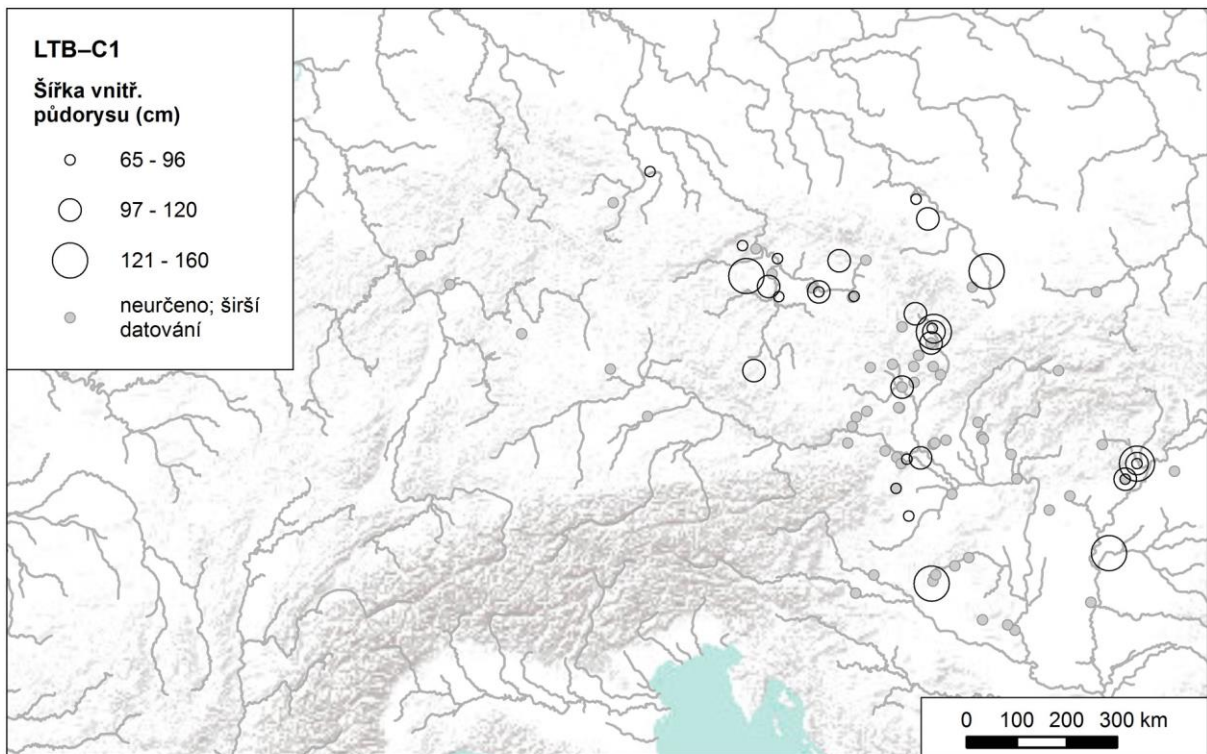 LTB–C1
Šířka vnitř.
půdorysu (cm)
65 - 96
97 - 120
121 - 160
neurčeno; širší
datování
0 100 200 300 km